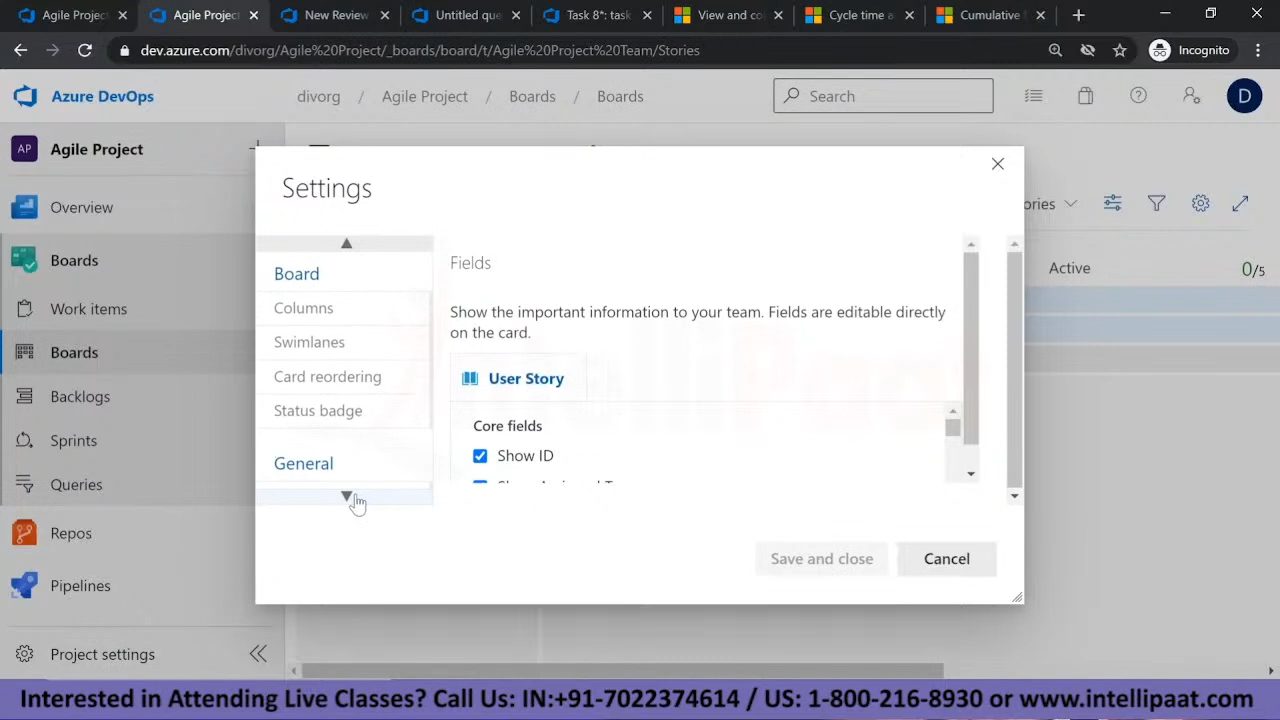 Agile Projec
Agile Projec
New Review
Untitled que
Task 8*: task
View and co
Cycle time a
Cumulative
dev.azure.com/divorg/Agile%20Project/_boards/board/t/Agile%20Project%20Team/Stories
Incognito
Azure DevOps
divorg / Agile Project / Boards / Boards
Search
D
AP Agile Project
Overview
Boards
Work items
Boards
Backlogs
Sprints
Queries
Repos
Pipelines
Project settings
ories
Active 0/5
Settings
Board
Columns
Swimlanes
Card reordering
Status badge
General
Fields
Show the important information to your team. Fields are editable directly
on the card.
User Story
Core fields
Show ID
Save and close
Cancel
Interested in Attending Live Classes? Call Us: IN:+91-7022374614 / US: 1-800-216-8930 or www.intellipaat.com